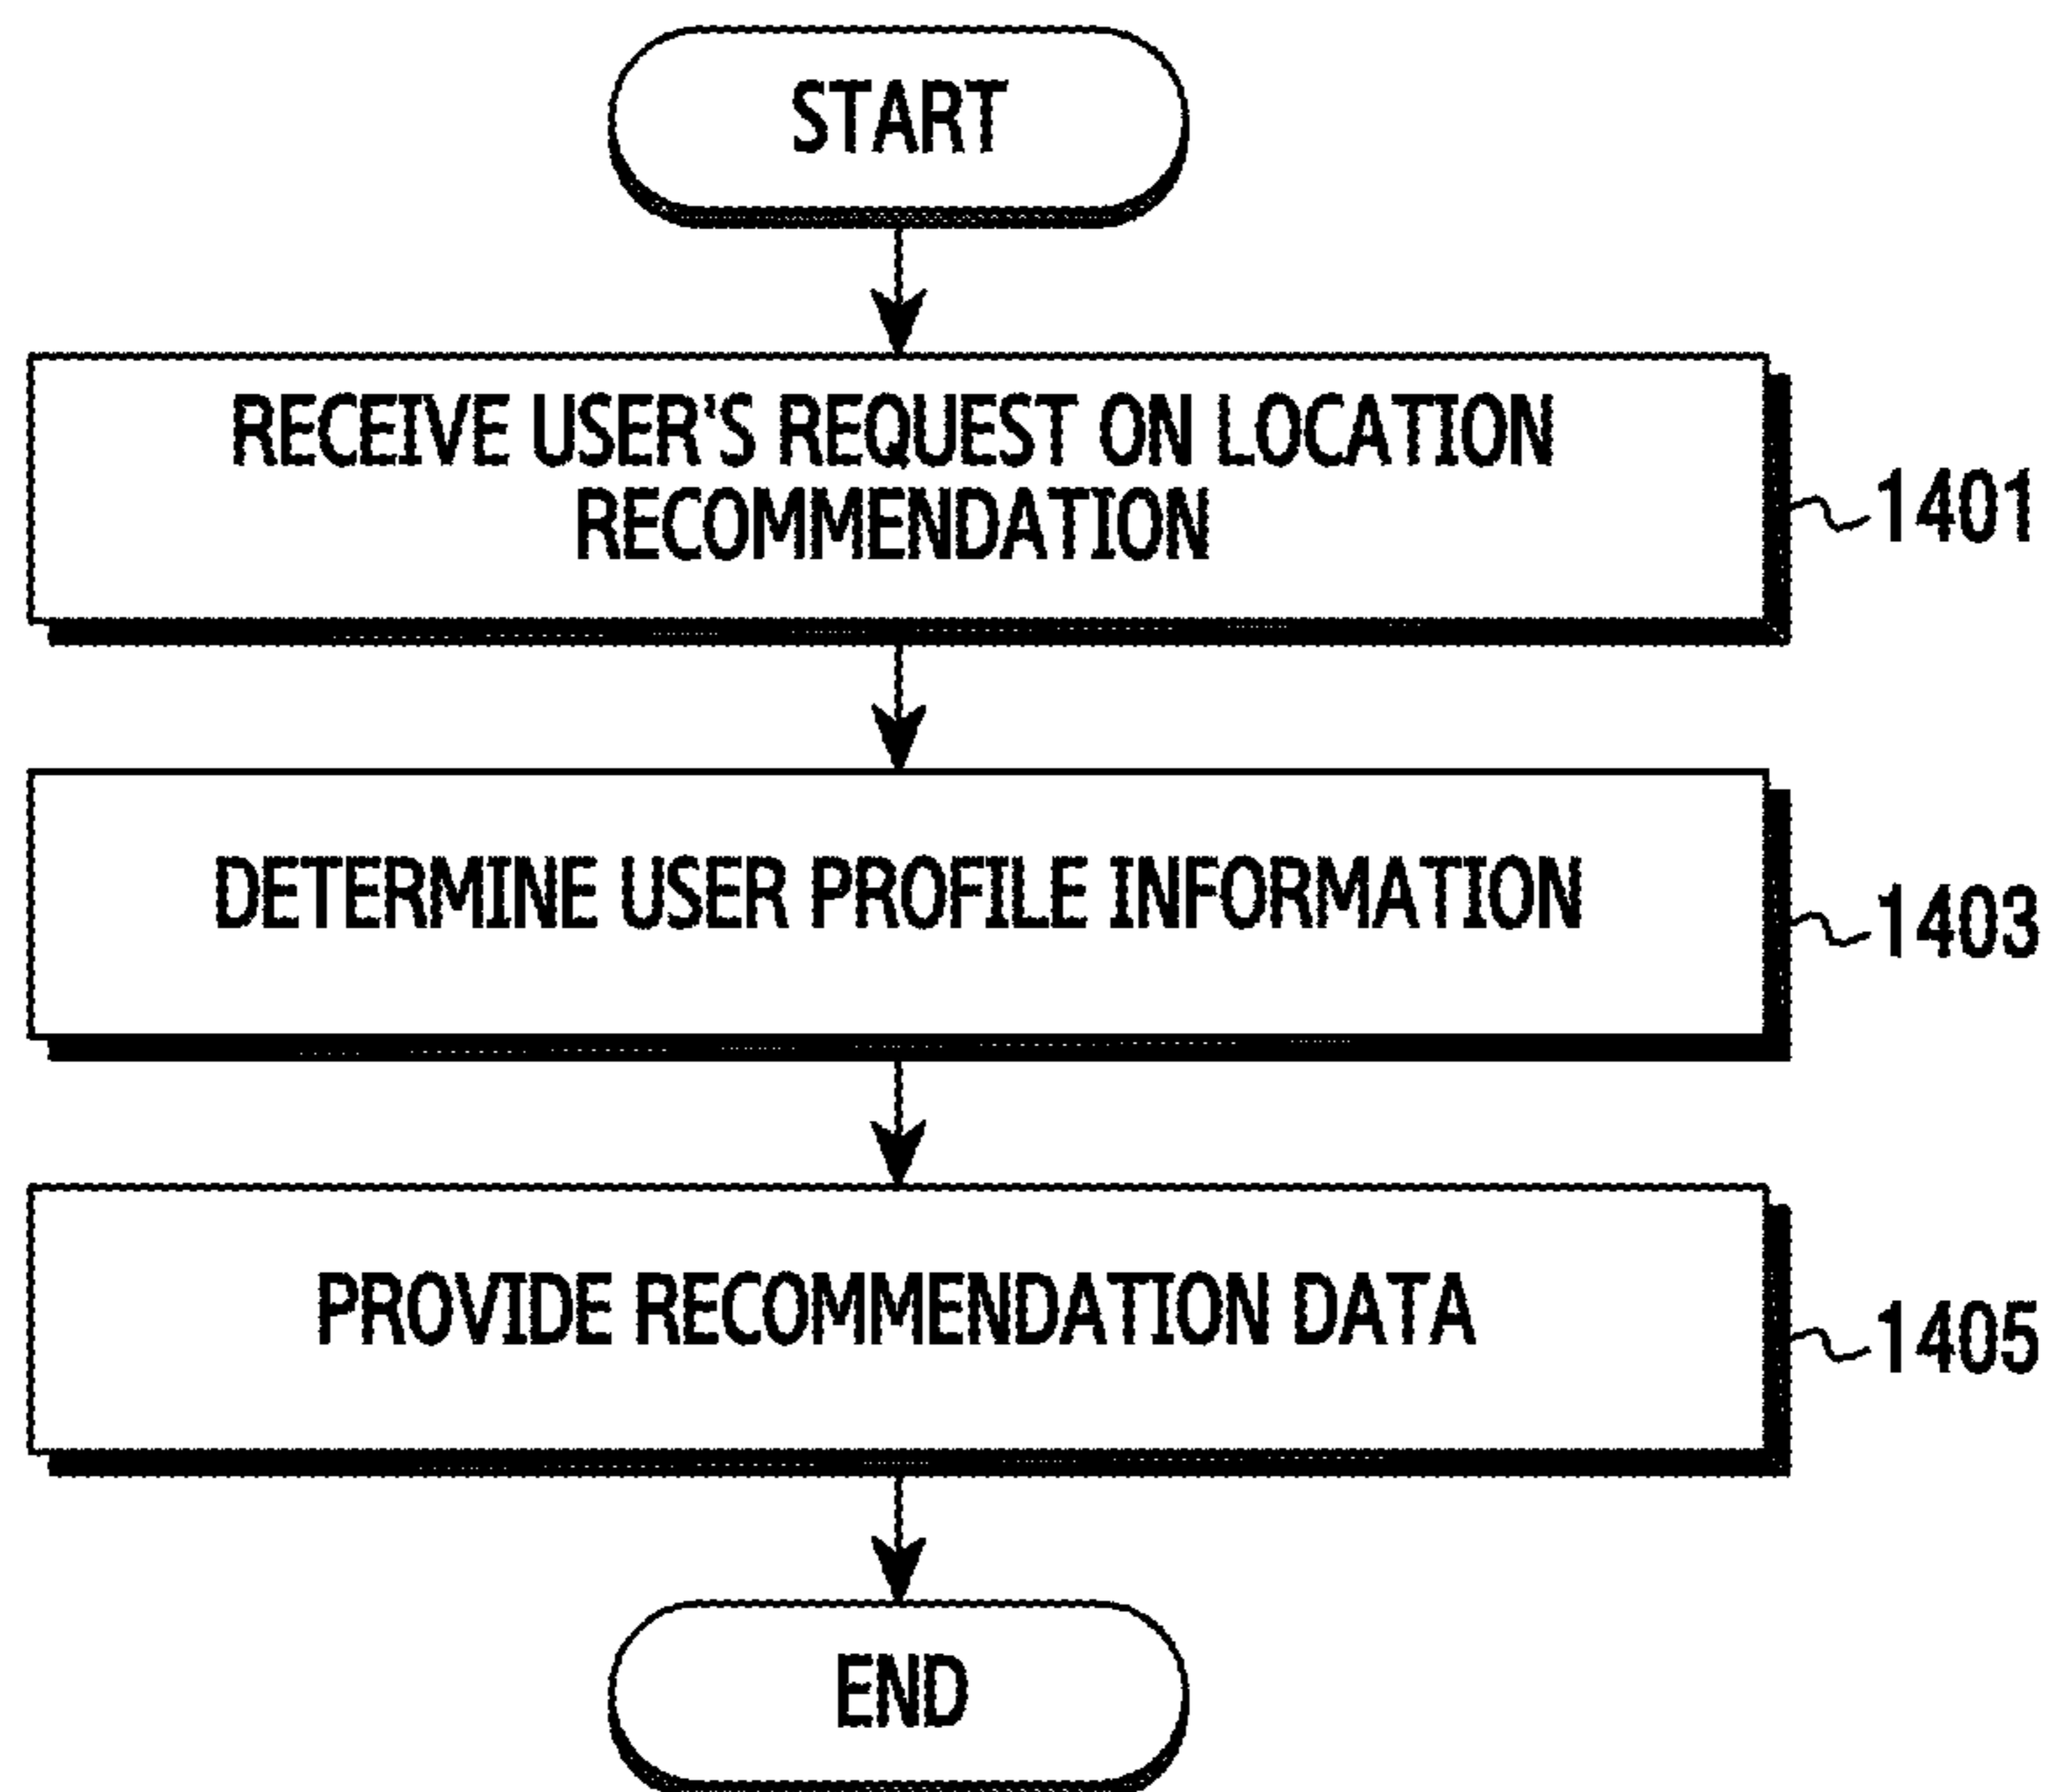 START
RECEIVE USER'S REQUEST ON LOCATION
RECOMMENDATION
1401
DETERMINE USER PROFILE INFORMATION
1403
PROVIDE RECOMMENDATION DATA
1405
END